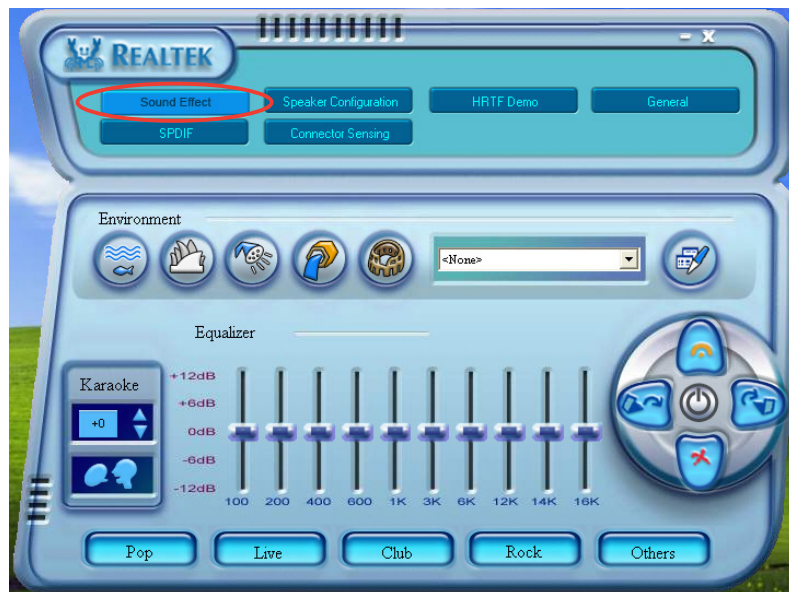 REALTEK
- X
Sound Effect Speaker Configuration HRTF Demo General
SPDIF Connector Sensing
Environment
<None>
Equalizer
Karaoke
+0
+12dB
+6dB
0dB
-6dB
-12dB
100 200 400 600 1K 3K 6K 12K 14K 16K
Pop Live Club Rock Others